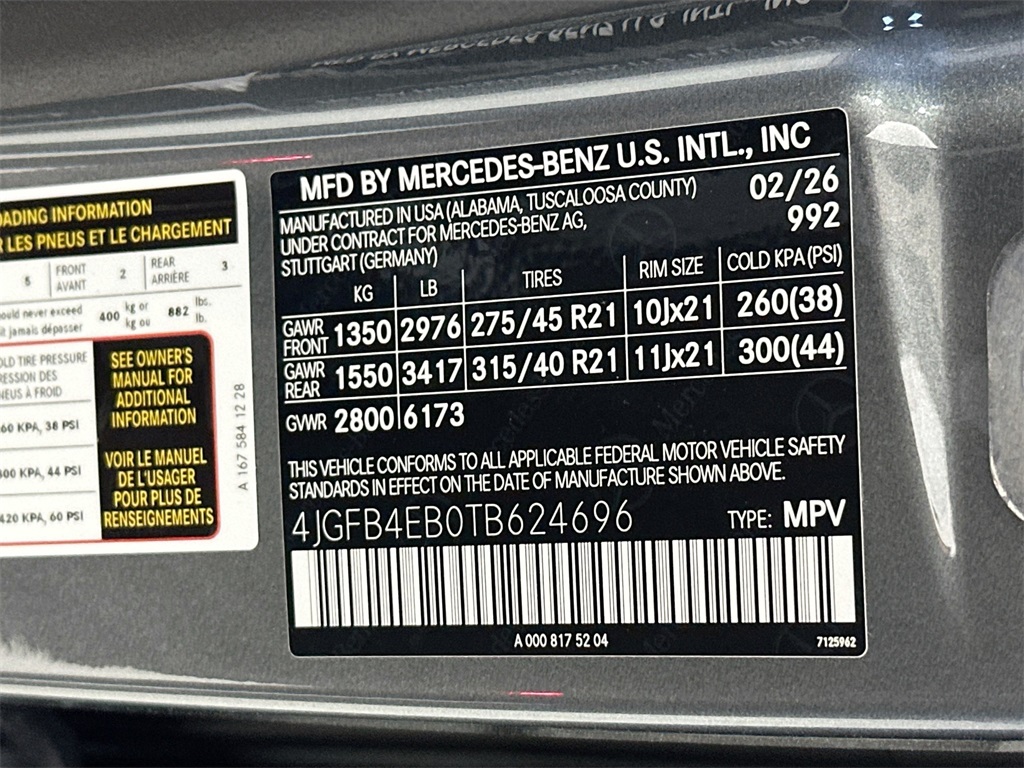 MFD BY MERCEDES-BENZ U.S. INTL., INC
MANUFACTURED IN USA (ALABAMA, TUSCALOOSA COUNTY)
UNDER CONTRACT FOR MERCEDES-BENZ AG,
STUTTGART (GERMANY)
02/26
992
KG LB TIRES RIM SIZE COLD KPA (PSI)
GAWR FRONT 1350 2976 275/45 R21 10Jx21 260(38)
GAWR REAR 1550 3417 315/40 R21 11Jx21 300(44)
GVWR 2800 6173
THIS VEHICLE CONFORMS TO ALL APPLICABLE FEDERAL MOTOR VEHICLE SAFETY
STANDARDS IN EFFECT ON THE DATE OF MANUFACTURE SHOWN ABOVE.
4JGFB4EB0TB624696 TYPE: MPV
A 000 817 52 04
7125962
INFORMATION
LES PNEUS ET LE CHARGEMENT
5 FRONT AVANT 2 REAR ARRIÈRE 3
never exceed 400 kg or 882 lbs.
jamais dépasser kg ou lb.
TIRE PRESSURE
DES
À FROID
KPA, 38 PSI
KPA, 44 PSI
420 KPA, 60 PSI
SEE OWNER'S
MANUAL FOR
ADDITIONAL
INFORMATION
VOIR LE MANUEL
DE L'USAGER
POUR PLUS DE
RENSEIGNEMENTS
A 167 584 12 28